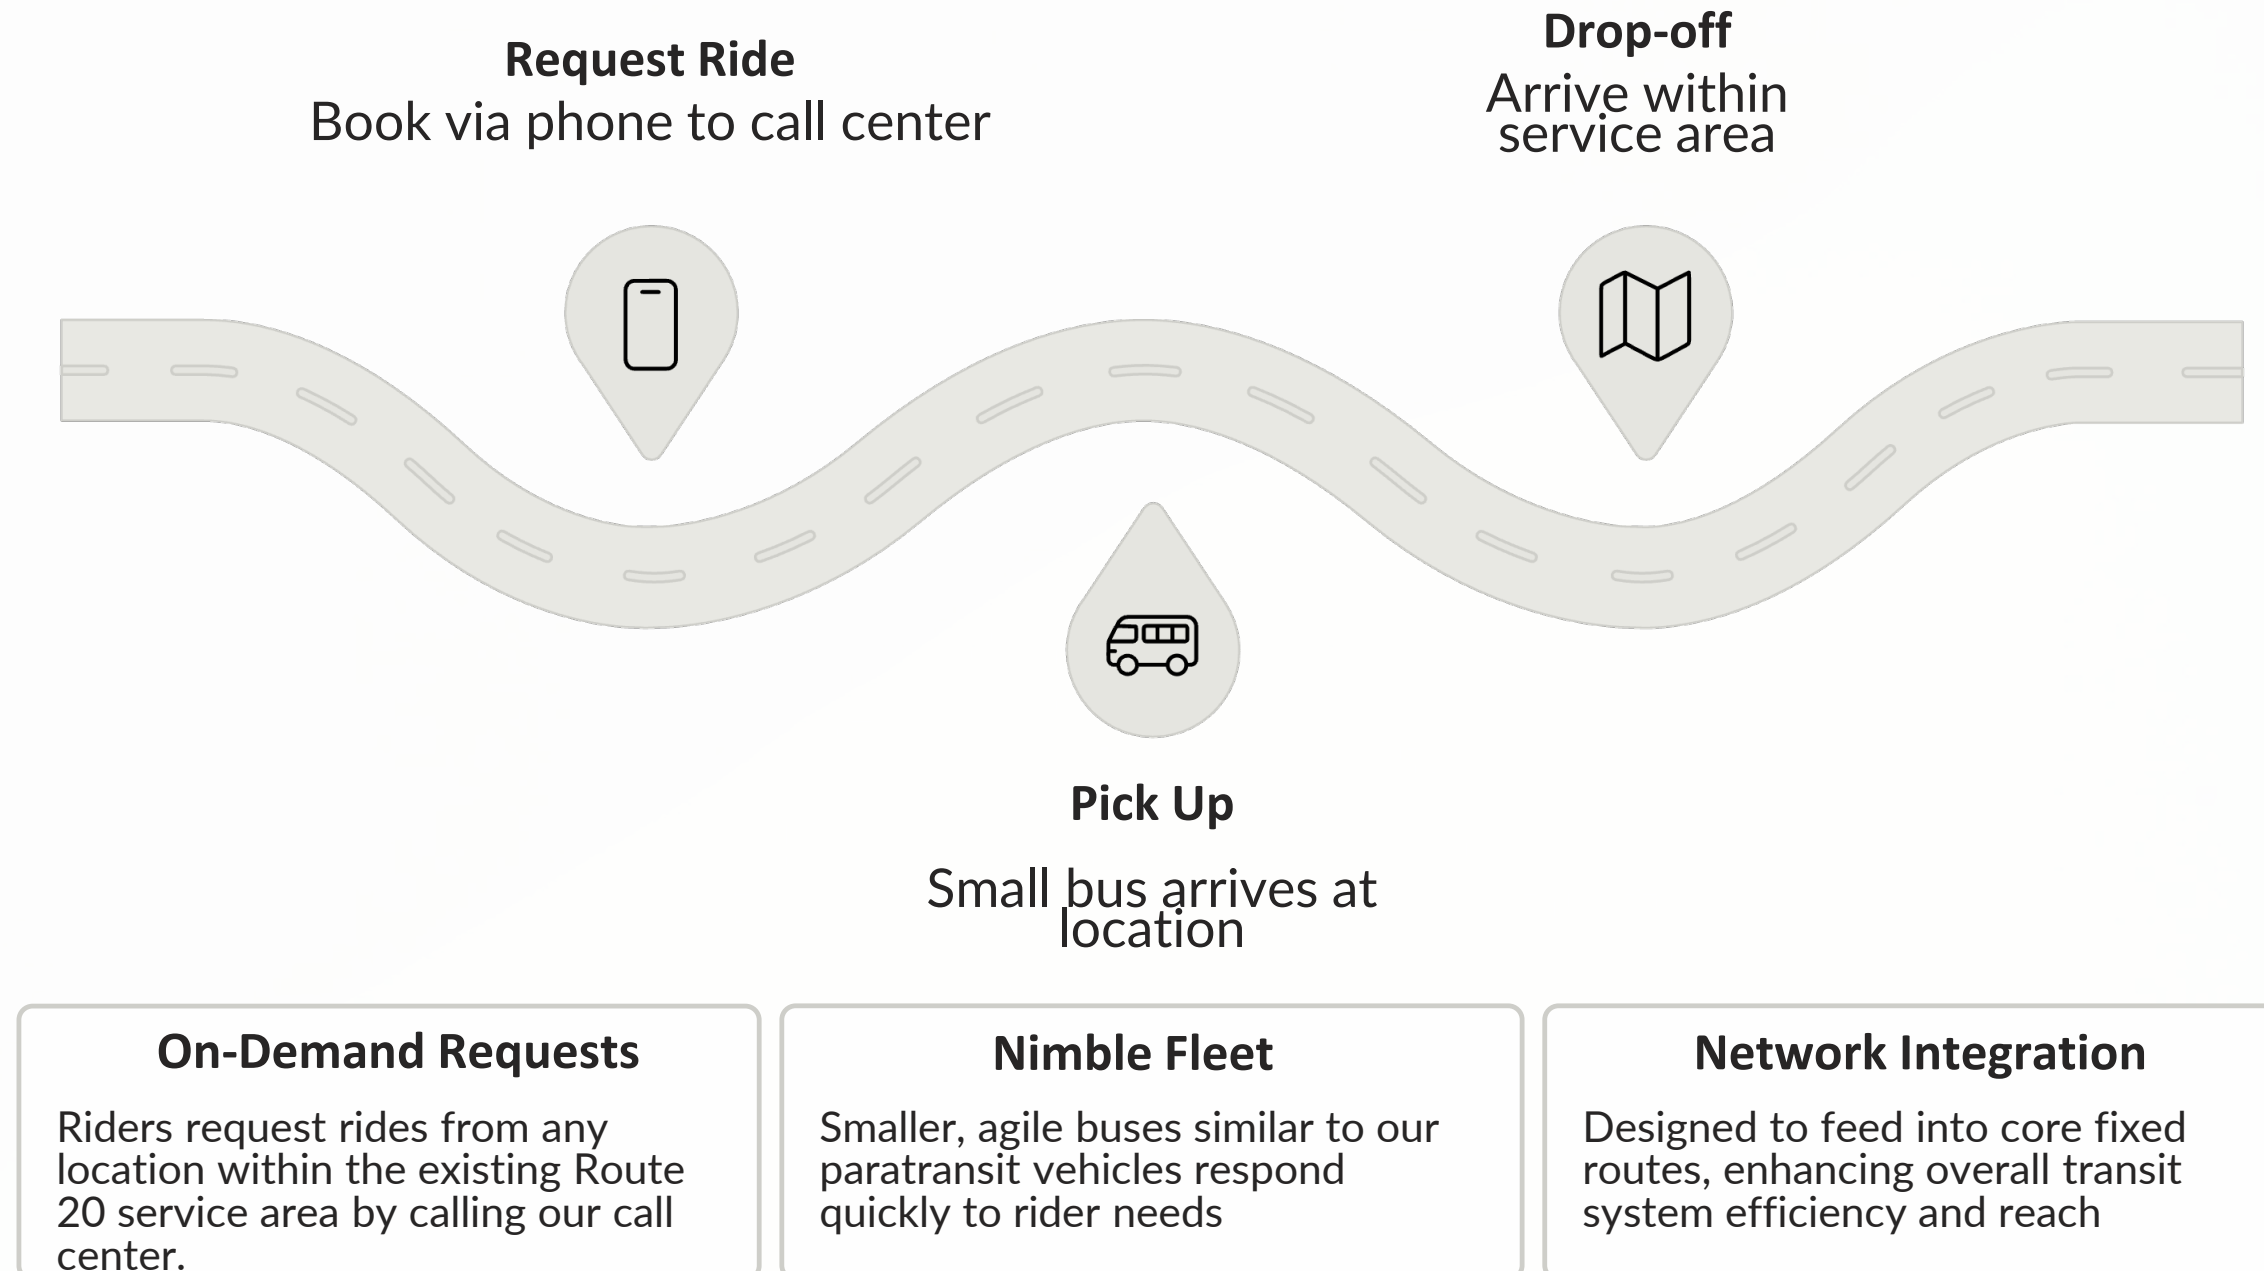 Request Ride
Book via phone to call center
Drop-off
Arrive within
service area
Pick Up
Small bus arrives at
location
On-Demand Requests
Riders request rides from any
location within the existing Route
20 service area by calling our call
center.
Nimble Fleet
Smaller, agile buses similar to our
paratransit vehicles respond
quickly to rider needs
Network Integration
Designed to feed into core fixed
routes, enhancing overall transit
system efficiency and reach